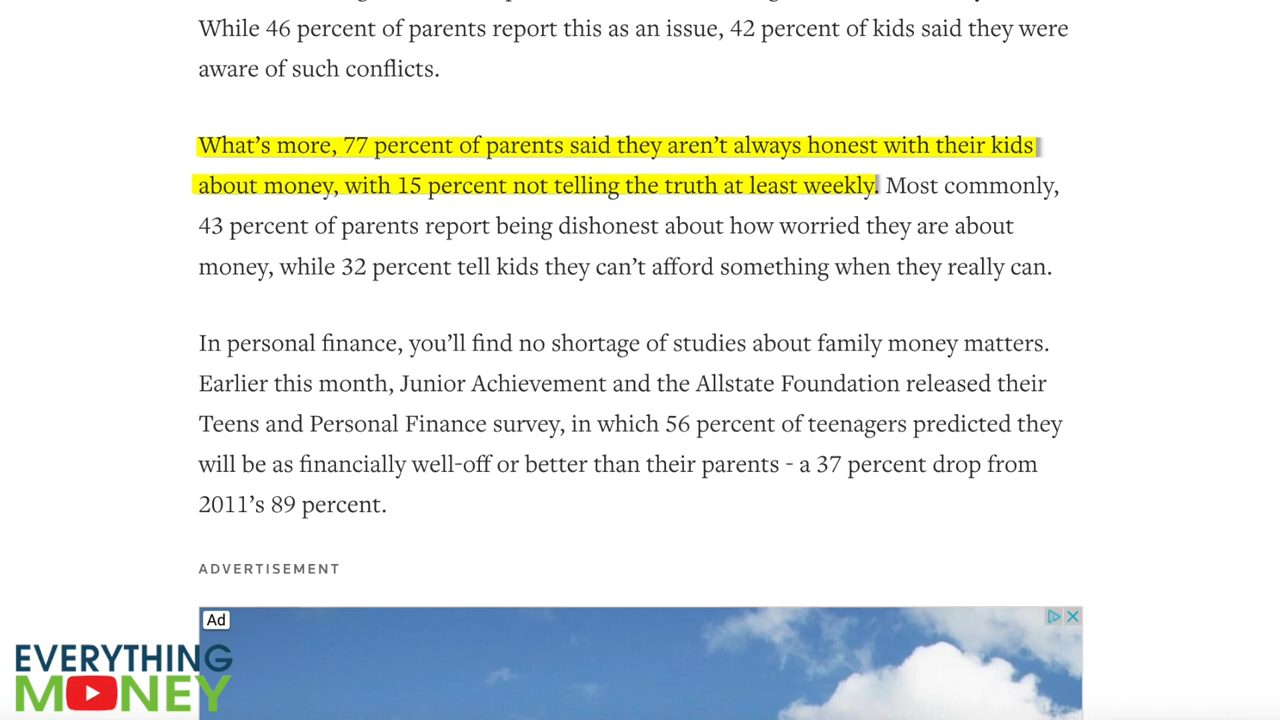 While 46 percent of parents report this as an issue, 42 percent of kids said they were
aware of such conflicts.
What’s more, 77 percent of parents said they aren’t always honest with their kids
about money, with 15 percent not telling the truth at least weekly. Most commonly,
43 percent of parents report being dishonest about how worried they are about
money, while 32 percent tell kids they can’t afford something when they really can.
In personal finance, you’ll find no shortage of studies about family money matters.
Earlier this month, Junior Achievement and the Allstate Foundation released their
Teens and Personal Finance survey, in which 56 percent of teenagers predicted they
will be as financially well-off or better than their parents - a 37 percent drop from
2011’s 89 percent.
ADVERTISEMENT
Ad
EVERYTHING
MONEY